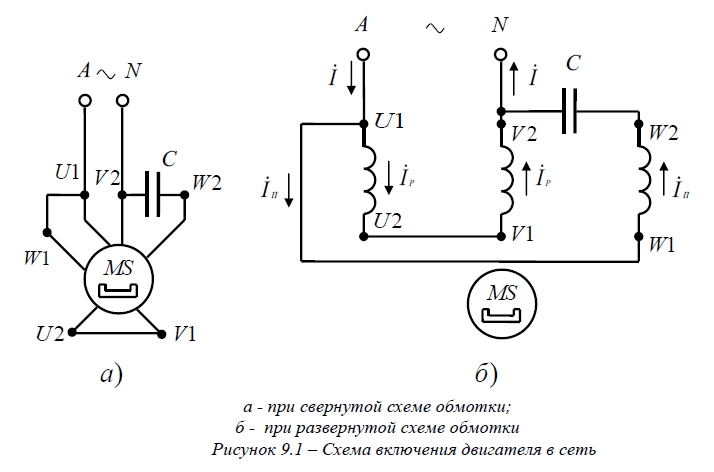 A ~ N
U1 V2 C W2
W1
MS
U2 V1
а)
A ~ N
İ İ C
U1 V2 W2
İП İР İР İП
U2 V1 W1
MS
б)
а - при свернутой схеме обмотки;
б - при развернутой схеме обмотки
Рисунок 9.1 – Схема включения двигателя в сеть